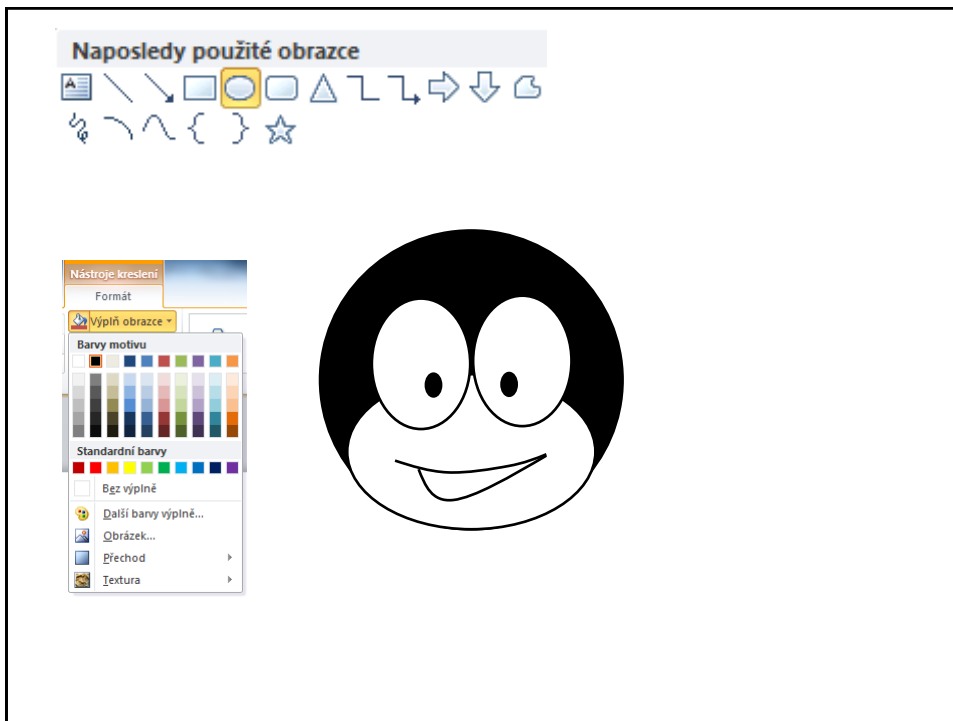 Naposledy použité obrazce
Nástroje kreslení
Formát
Výplň obrazce
Barvy motivu
Standardní barvy
Bez výplně
Další barvy výplně...
Obrázek...
Přechod
Textura